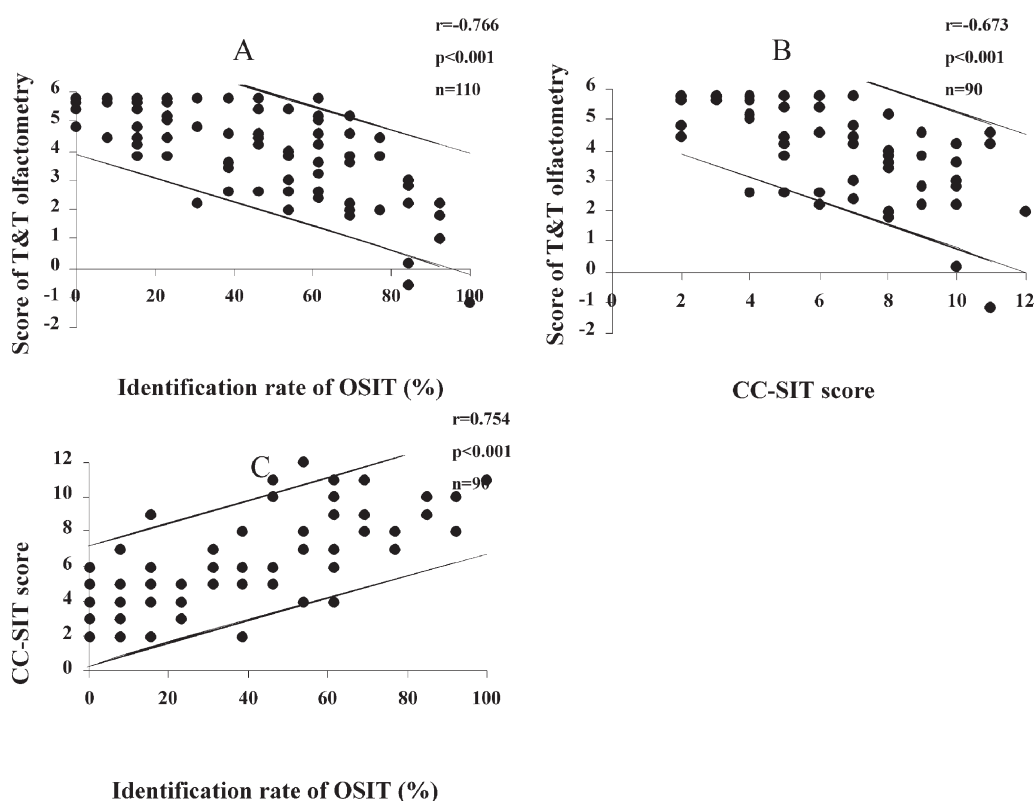 A
r=-0.766
p<0.001
n=110
Score of T&T olfactometry
6
5
4
3
2
1
0
-1
-2
0 20 40 60 80 100
Identification rate of OSIT (%)
B
r=-0.673
p<0.001
n=90
Score of T&T olfactometry
6
5
4
3
2
1
0
-1
-2
0 2 4 6 8 10 12
CC-SIT score
C
r=0.754
p<0.001
n=90
CC-SIT score
12
10
8
6
4
2
0
0 20 40 60 80 100
Identification rate of OSIT (%)